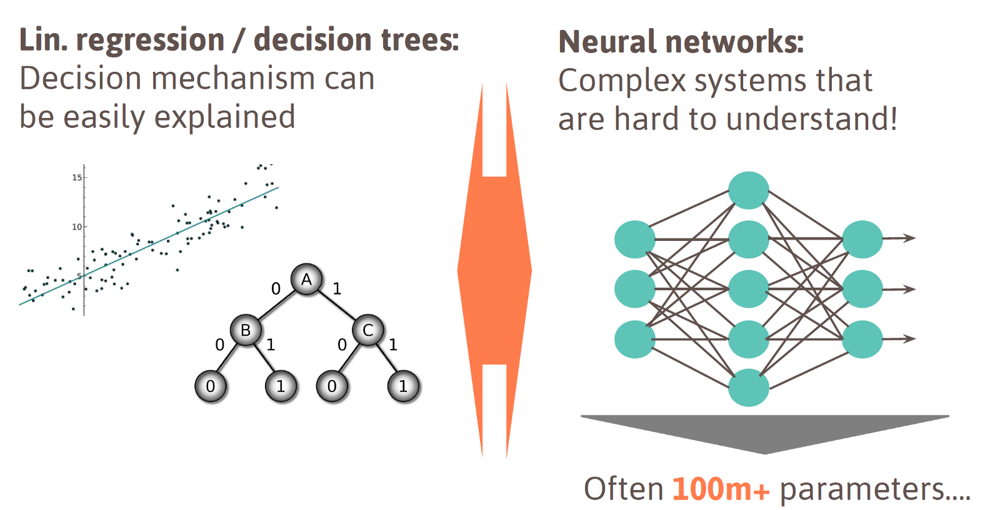 Lin. regression / decision trees:
Decision mechanism can
be easily explained
15
10
5
A
0 1
B C
0 1 0 1
0 1 0 1
Neural networks:
Complex systems that
are hard to understand!
Often 100m+ parameters....